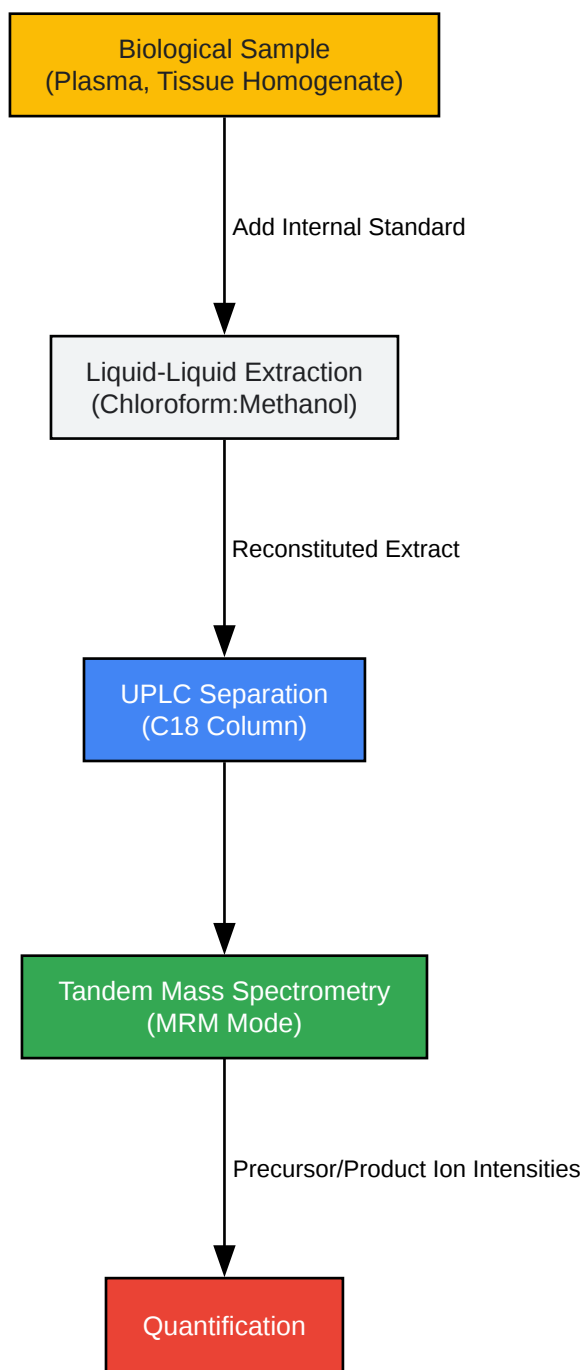 Biological Sample
(Plasma, Tissue Homogenate)
Add Internal Standard
Liquid-Liquid Extraction
(Chloroform:Methanol)
Reconstituted Extract
UPLC Separation
(C18 Column)
Tandem Mass Spectrometry
(MRM Mode)
Precursor/Product Ion Intensities
Quantification